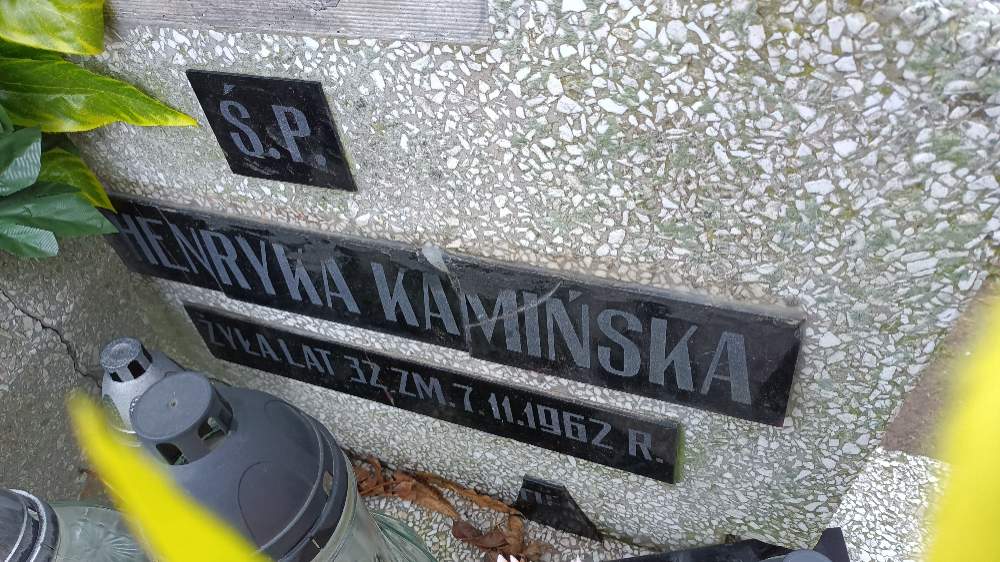 Ś.P.
HENRYKA KAMIŃSKA
ŻYŁA LAT 32, ZM. 7.11.1962 R.